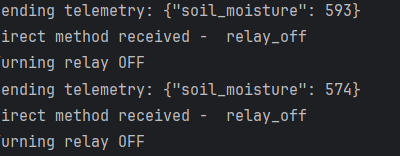 ending telemetry: {"soil_moisture": 593}
irect method received -  relay_off
urning relay OFF
ending telemetry: {"soil_moisture": 574}
irect method received -  relay_off
urning relay OFF